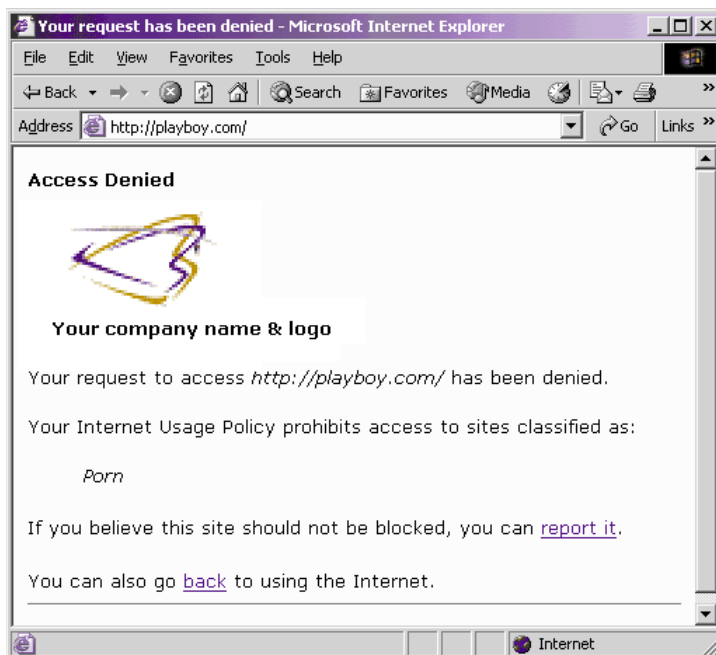 Your request has been denied - Microsoft Internet Explorer
File Edit View Favorites Tools Help
Back Search Favorites Media »
Address http://playboy.com/ Go Links »
Access Denied
Your company name & logo
Your request to access http://playboy.com/ has been denied.
Your Internet Usage Policy prohibits access to sites classified as:
Porn
If you believe this site should not be blocked, you can report it.
You can also go back to using the Internet.
Internet